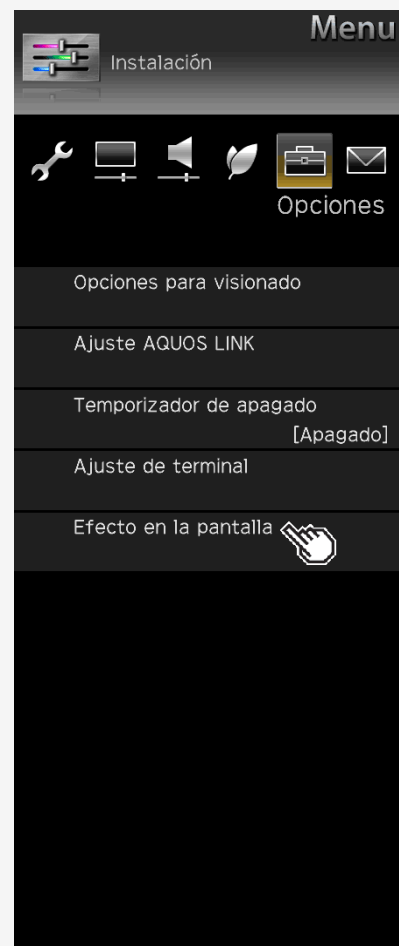 Menu
Instalación
Opciones
Opciones para visionado
Ajuste AQUOS LINK
Temporizador de apagado
[Apagado]
Ajuste de terminal
Efecto en la pantalla